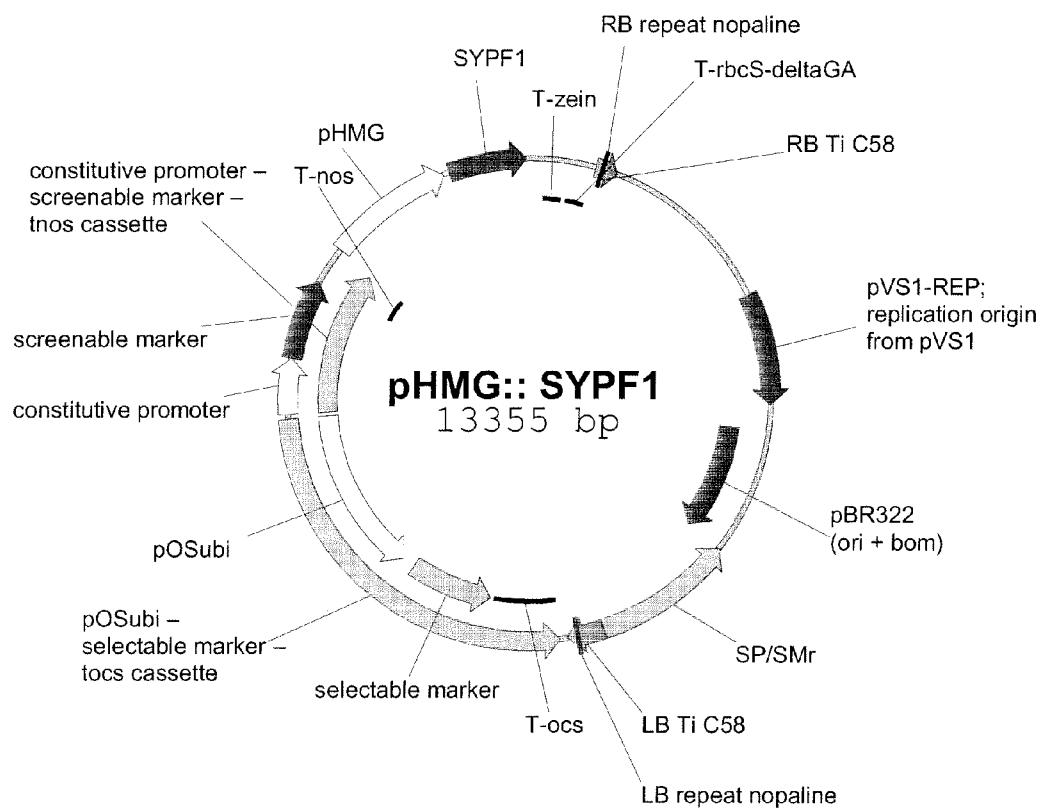 RB repeat nopaline
SYPF1
T-rbcS-deltaGA
T-zein
pHMG
RB Ti C58
constitutive promoter –
screenable marker –
tnos cassette
T-nos
pVS1-REP;
replication origin
from pVS1
screenable marker
pHMG:: SYPF1
13355 bp
constitutive promoter
pBR322
(ori + bom)
pOSubi
pOSubi –
selectable marker –
tocs cassette
SP/SMr
selectable marker
T-ocs
LB Ti C58
LB repeat nopaline